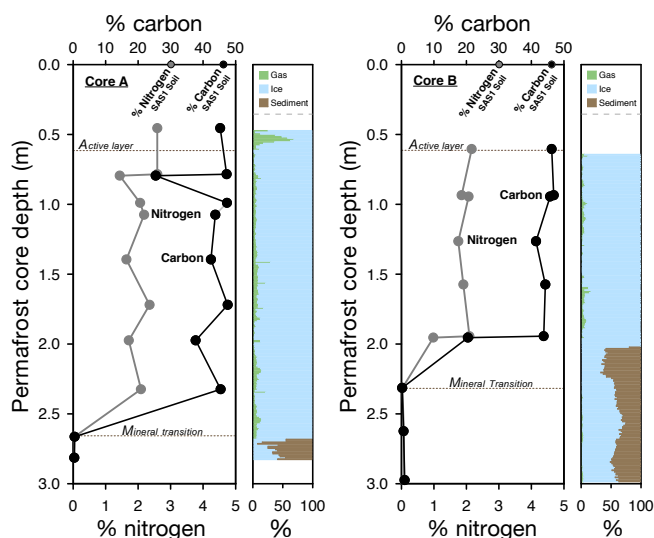 % carbon
0 10 20 30 40 50
Core A
% Nitrogen
SAS1 Soil
% Carbon
SAS1 Soil
Gas
Ice
Sediment
Active layer
Nitrogen
Carbon
Mineral transition
Permafrost core depth (m)
0.0
0.5
1.0
1.5
2.0
2.5
3.0
0 1 2 3 4 5
% nitrogen
0 50 100
%
% carbon
0 10 20 30 40 50
Core B
% Nitrogen
SAS1 Soil
% Carbon
SAS1 Soil
Gas
Ice
Sediment
Active layer
Carbon
Nitrogen
Mineral Transition
Permafrost core depth (m)
0.0
0.5
1.0
1.5
2.0
2.5
3.0
0 1 2 3 4 5
% nitrogen
0 50 100
%